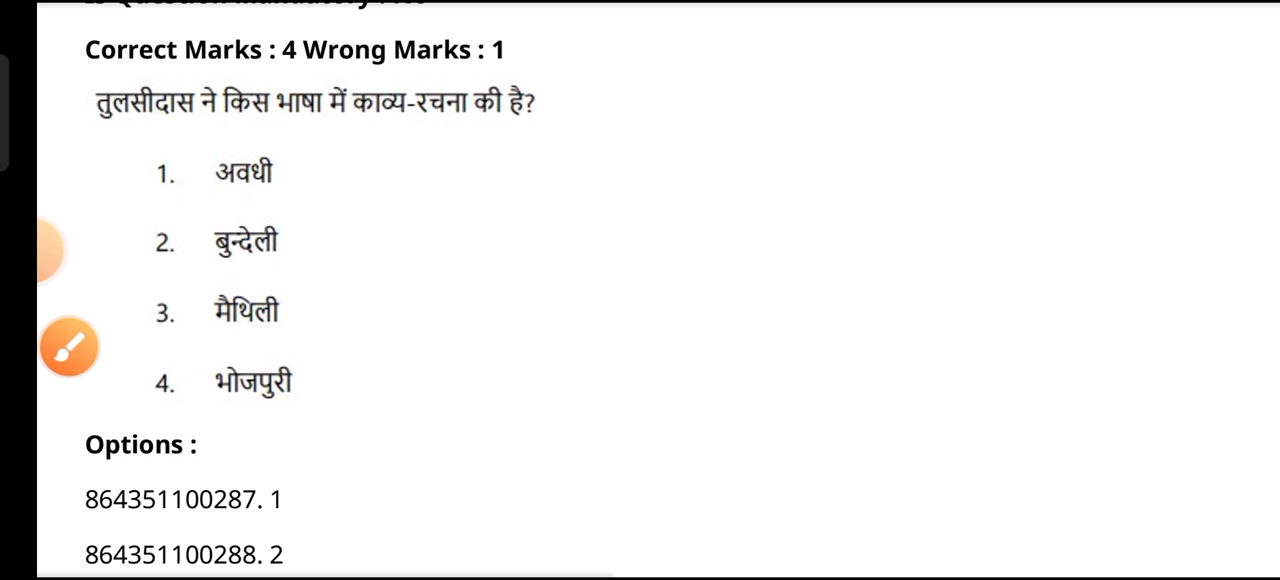 Correct Marks : 4 Wrong Marks : 1
तुलसीदास ने किस भाषा में काव्य-रचना की है?
1. अवधी
2. बुन्देली
3. मैथिली
4. भोजपुरी
Options :
864351100287. 1
864351100288. 2